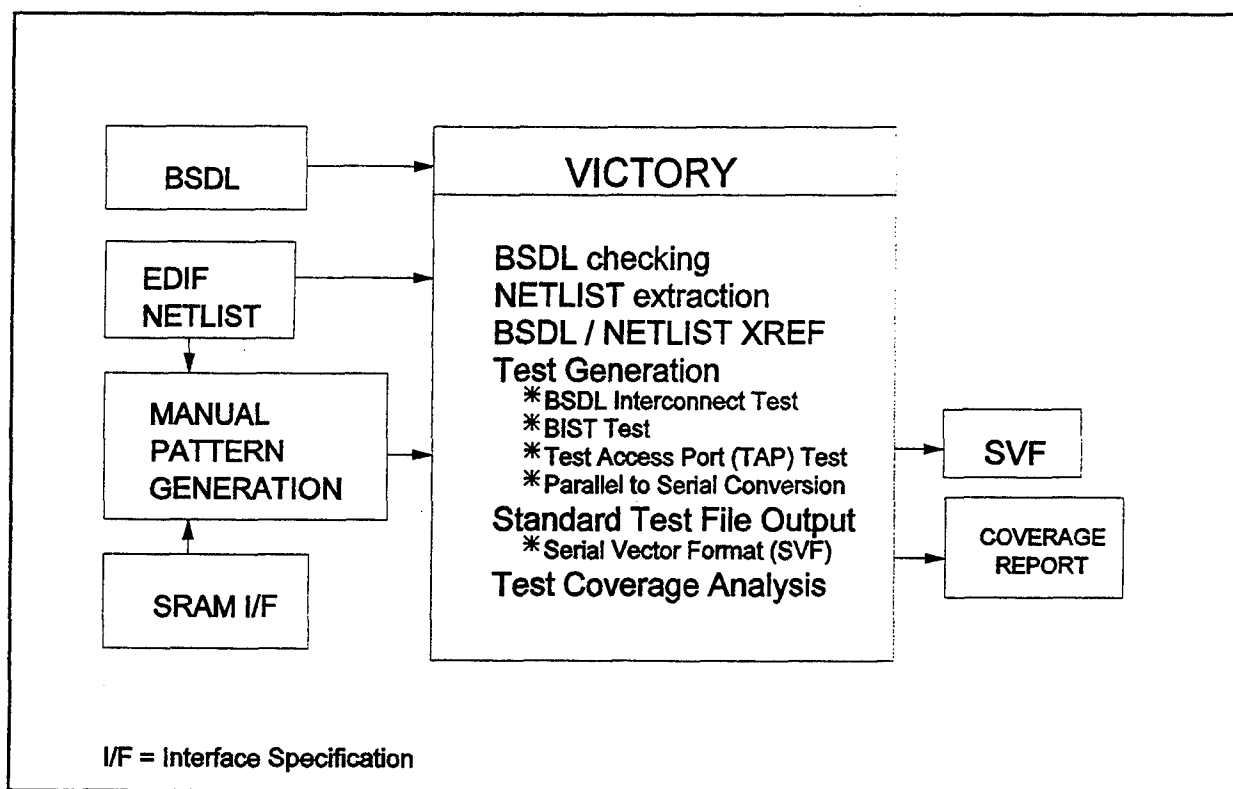 BSDL
EDIF
NETLIST
MANUAL
PATTERN
GENERATION
SRAM I/F
VICTORY
BSDL checking
NETLIST extraction
BSDL / NETLIST XREF
Test Generation
* BSDL Interconnect Test
* BIST Test
* Test Access Port (TAP) Test
* Parallel to Serial Conversion
Standard Test File Output
* Serial Vector Format (SVF)
Test Coverage Analysis
SVF
COVERAGE
REPORT
I/F = Interface Specification